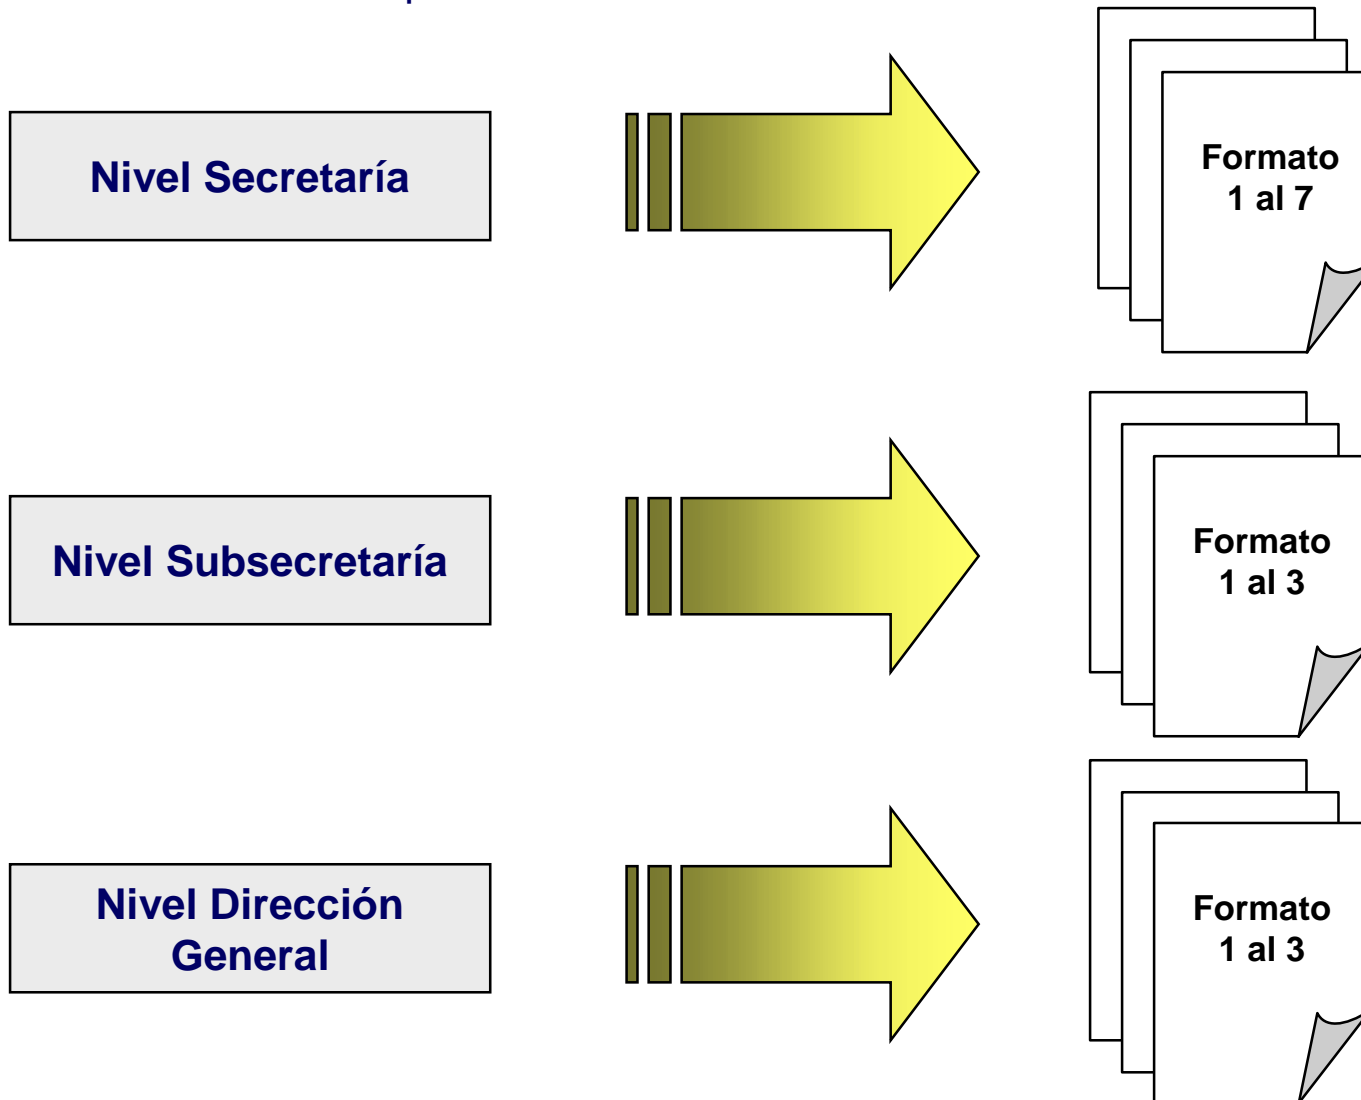 Nivel Secretaría
Formato
1 al 7
Nivel Subsecretaría
Formato
1 al 3
Nivel Dirección
General
Formato
1 al 3